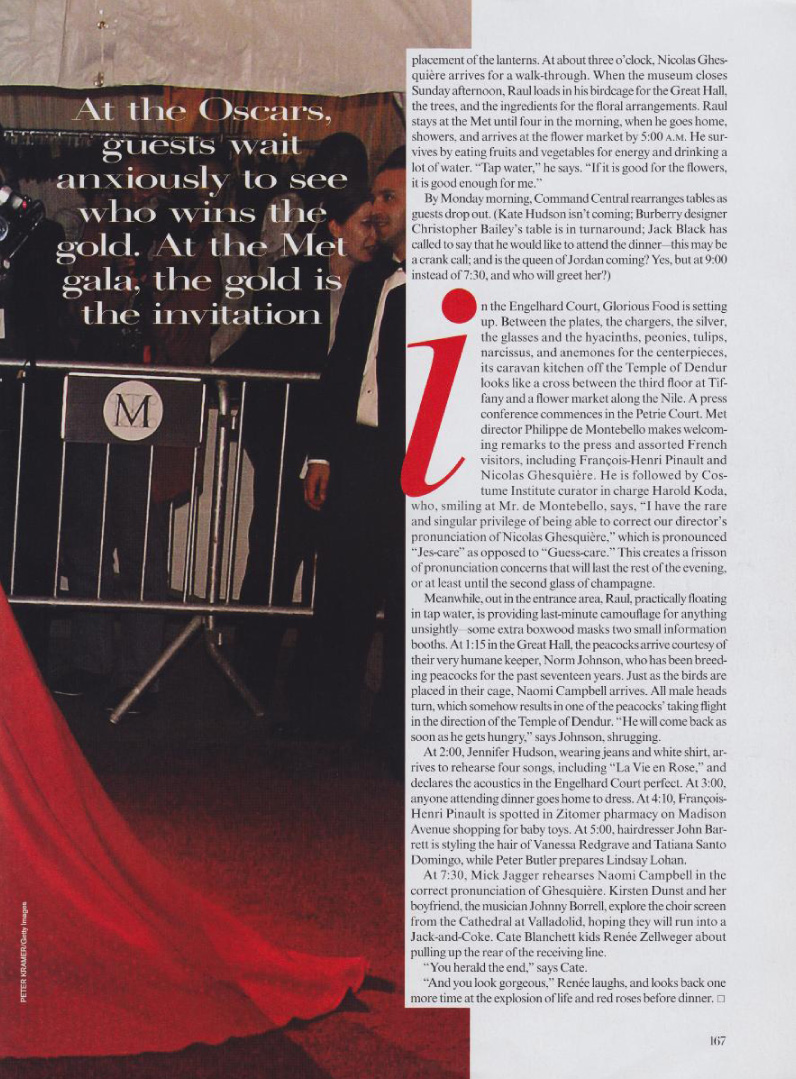 At the Oscars,
guests wait
anxiously to see
who wins the
gold. At the Met
gala, the gold is
the invitation
M
PETER KRAMER/Getty Images
placement of the lanterns. At about three o'clock, Nicolas Ghes-
quière arrives for a walk-through. When the museum closes
Sunday afternoon, Raul loads in his birdcage for the Great Hall,
the trees, and the ingredients for the floral arrangements. Raul
stays at the Met until four in the morning, when he goes home,
showers, and arrives at the flower market by 5:00 A.M. He sur-
vives by eating fruits and vegetables for energy and drinking a
lot of water. “Tap water,” he says. “If it is good for the flowers,
it is good enough for me.”
By Monday morning, Command Central rearranges tables as
guests drop out. (Kate Hudson isn't coming; Burberry designer
Christopher Bailey's table is in turnaround; Jack Black has
called to say that he would like to attend the dinner—this may be
a crank call; and is the queen of Jordan coming? Yes, but at 9:00
instead of 7:30, and who will greet her?)
in the Engelhard Court, Glorious Food is setting
up. Between the plates, the chargers, the silver,
the glasses and the hyacinths, peonies, tulips,
narcissus, and anemones for the centerpieces,
its caravan kitchen off the Temple of Dendur
looks like a cross between the third floor at Tif-
fany and a flower market along the Nile. A press
conference commences in the Petrie Court. Met
director Philippe de Montebello makes welcom-
ing remarks to the press and assorted French
visitors, including François-Henri Pinault and
Nicolas Ghesquière. He is followed by Cos-
tume Institute curator in charge Harold Koda,
who, smiling at Mr. de Montebello, says, “I have the rare
and singular privilege of being able to correct our director's
pronunciation of Nicolas Ghesquière,” which is pronounced
“Jes-care” as opposed to “Guess-care.” This creates a frisson
of pronunciation concerns that will last the rest of the evening,
or at least until the second glass of champagne.
Meanwhile, out in the entrance area, Raul, practically floating
in tap water, is providing last-minute camouflage for anything
unsightly—some extra boxwood masks two small information
booths. At 1:15 in the Great Hall, the peacocks arrive courtesy of
their very humane keeper, Norm Johnson, who has been breed-
ing peacocks for the past seventeen years. Just as the birds are
placed in their cage, Naomi Campbell arrives. All male heads
turn, which somehow results in one of the peacocks' taking flight
in the direction of the Temple of Dendur. “He will come back as
soon as he gets hungry,” says Johnson, shrugging.
At 2:00, Jennifer Hudson, wearing jeans and white shirt, ar-
rives to rehearse four songs, including “La Vie en Rose,” and
declares the acoustics in the Engelhard Court perfect. At 3:00,
anyone attending dinner goes home to dress. At 4:10, François-
Henri Pinault is spotted in Zitomer pharmacy on Madison
Avenue shopping for baby toys. At 5:00, hairdresser John Bar-
rett is styling the hair of Vanessa Redgrave and Tatiana Santo
Domingo, while Peter Butler prepares Lindsay Lohan.
At 7:30, Mick Jagger rehearses Naomi Campbell in the
correct pronunciation of Ghesquière. Kirsten Dunst and her
boyfriend, the musician Johnny Borrell, explore the choir screen
from the Cathedral at Valladolid, hoping they will run into a
Jack-and-Coke. Cate Blanchett kids Renée Zellweger about
pulling up the rear of the receiving line.
“You herald the end,” says Cate.
“And you look gorgeous,” Renée laughs, and looks back one
more time at the explosion of life and red roses before dinner. □
167